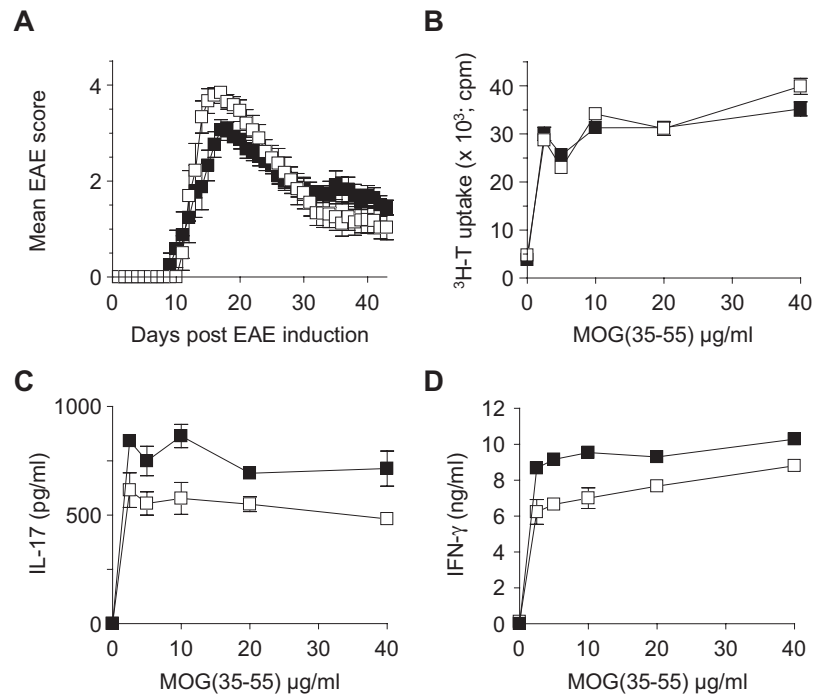 A
Mean EAE score
4
2
0
0 10 20 30 40
Days post EAE induction
B
³H-T uptake (x 10³; cpm)
40
30
20
10
0
0 10 20 30 40
MOG(35-55) μg/ml
C
IL-17 (pg/ml)
1000
500
0
0 10 20 30 40
MOG(35-55) μg/ml
D
IFN-γ (ng/ml)
12
10
8
6
4
2
0
0 10 20 30 40
MOG(35-55) μg/ml